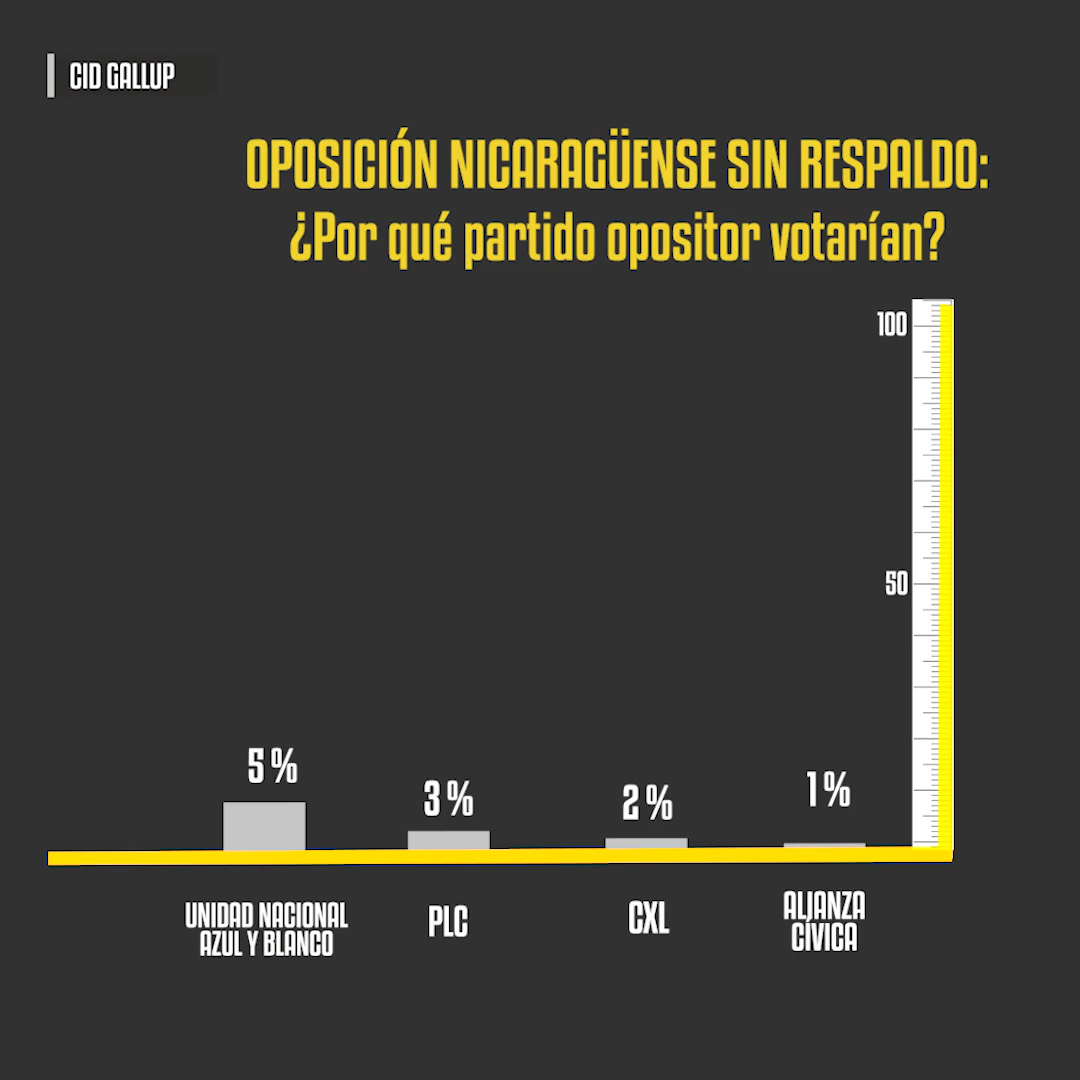 CID GALLUP
OPOSICIÓN NICARAGÜENSE SIN RESPALDO:
¿Por qué partido opositor votarían?
100
50
5 %
3 %
2 %
1 %
UNIDAD NACIONAL
AZUL Y BLANCO
PLC
CXL
ALIANZA
CÍVICA